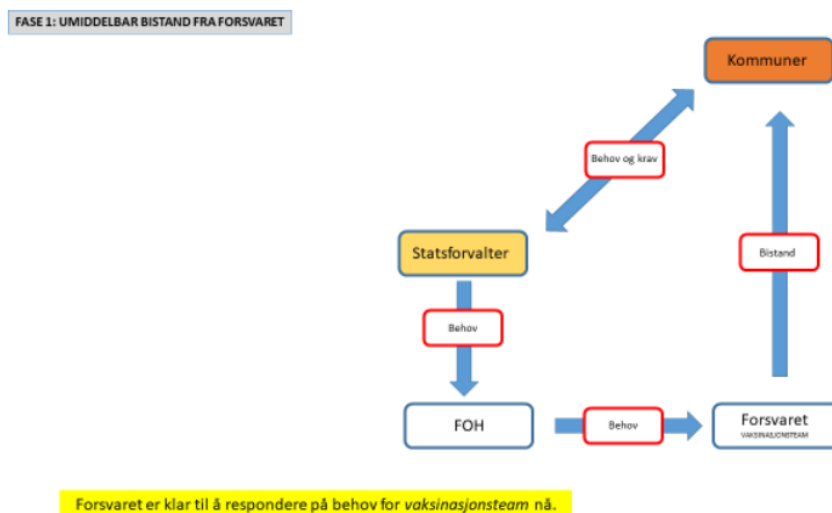 FASE 1: UMIDDELBAR BISTAND FRA FORSVARET
Kommuner
Behov og krav
Statsforvalter
Bistand
Behov
FOH
Behov
Forsvaret
VAKSINASJONSTEAM
Forsvaret er klar til å respondere på behov for vaksinasjonsteam nå.